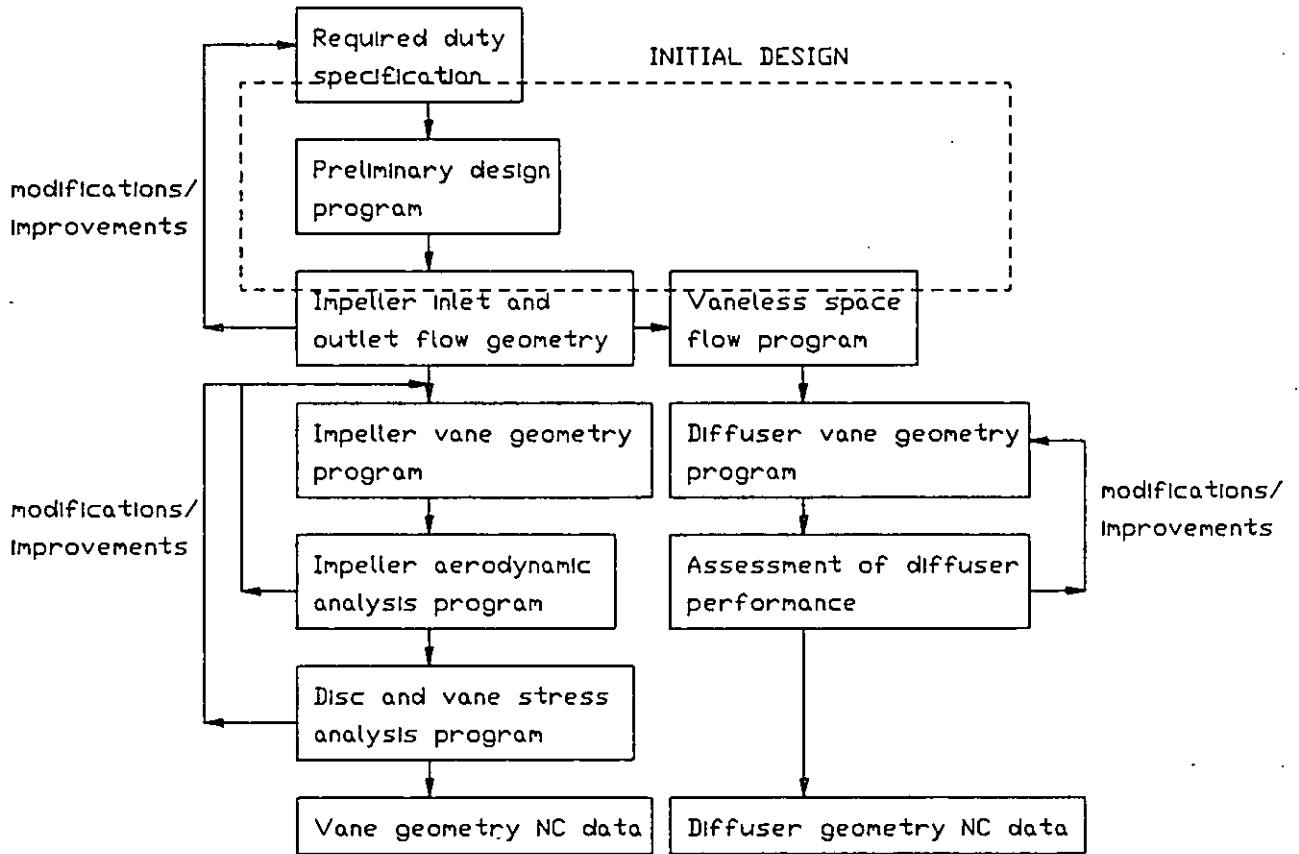 Required duty
specification
INITIAL DESIGN
Preliminary design
program
modifications/
Improvements
Impeller Inlet and
outlet flow geometry
Vaneless space
flow program
Impeller vane geometry
program
Diffuser vane geometry
program
modifications/
Improvements
modifications/
Improvements
Impeller aerodynamic
analysis program
Assessment of diffuser
performance
Disc and vane stress
analysis program
Vane geometry NC data
Diffuser geometry NC data